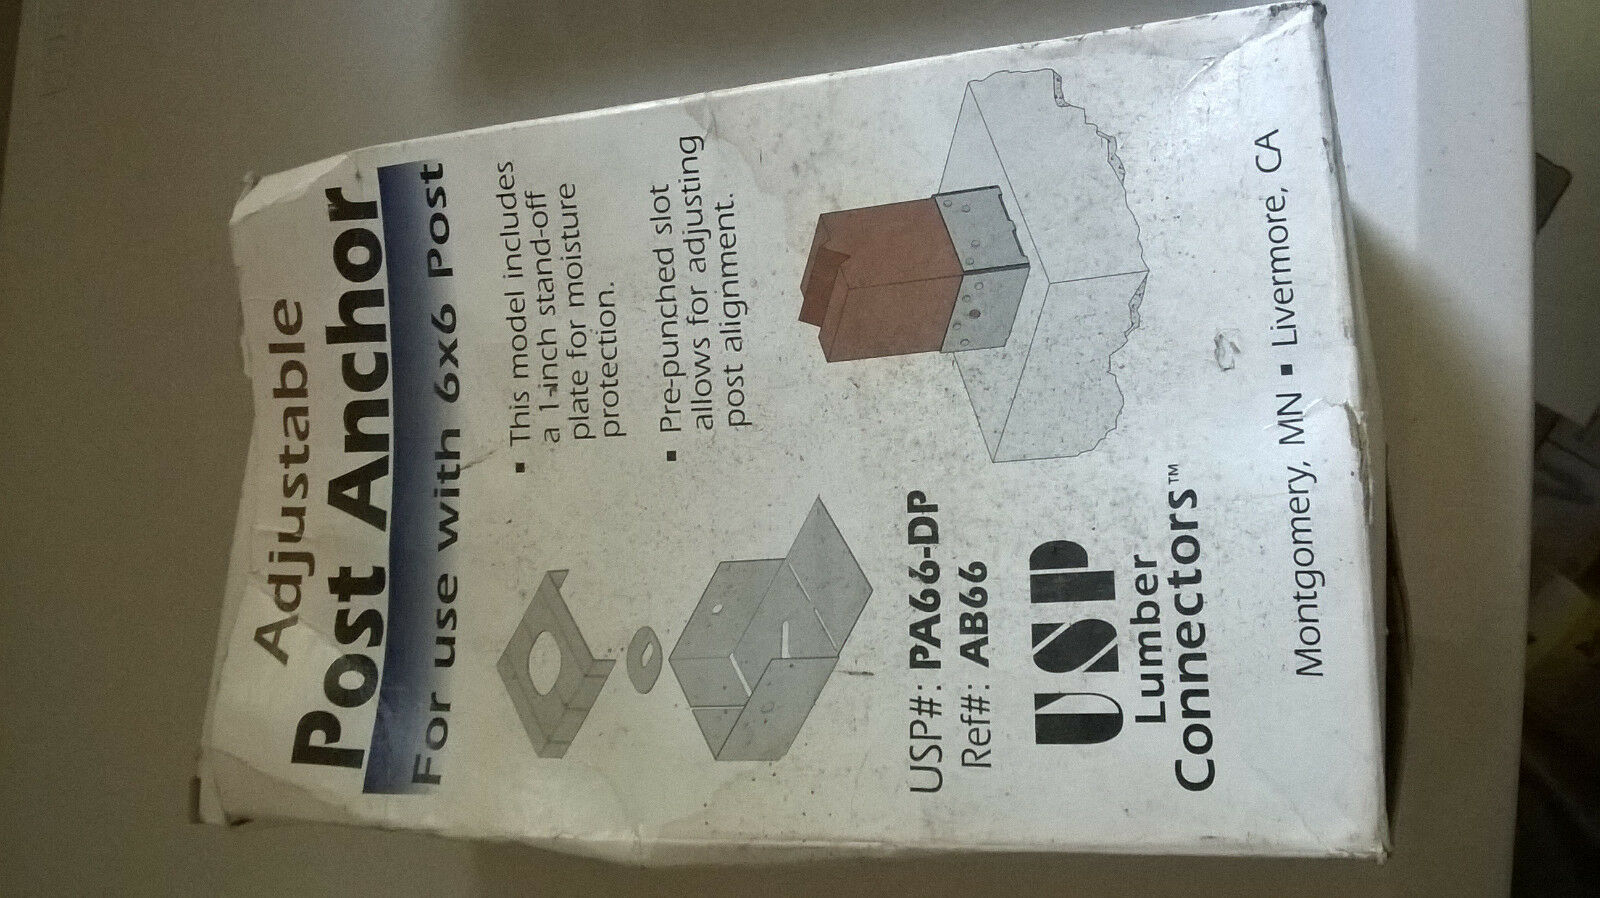 Adjustable
Post Anchor
For use with 6x6 Post
▪ This model includes
a 1-inch stand-off
plate for moisture
protection.
▪ Pre-punched slot
allows for adjusting
post alignment.
USP#: PA66-DP
Ref#: AB66
USP
Lumber
Connectors™
Montgomery, MN ▪ Livermore, CA